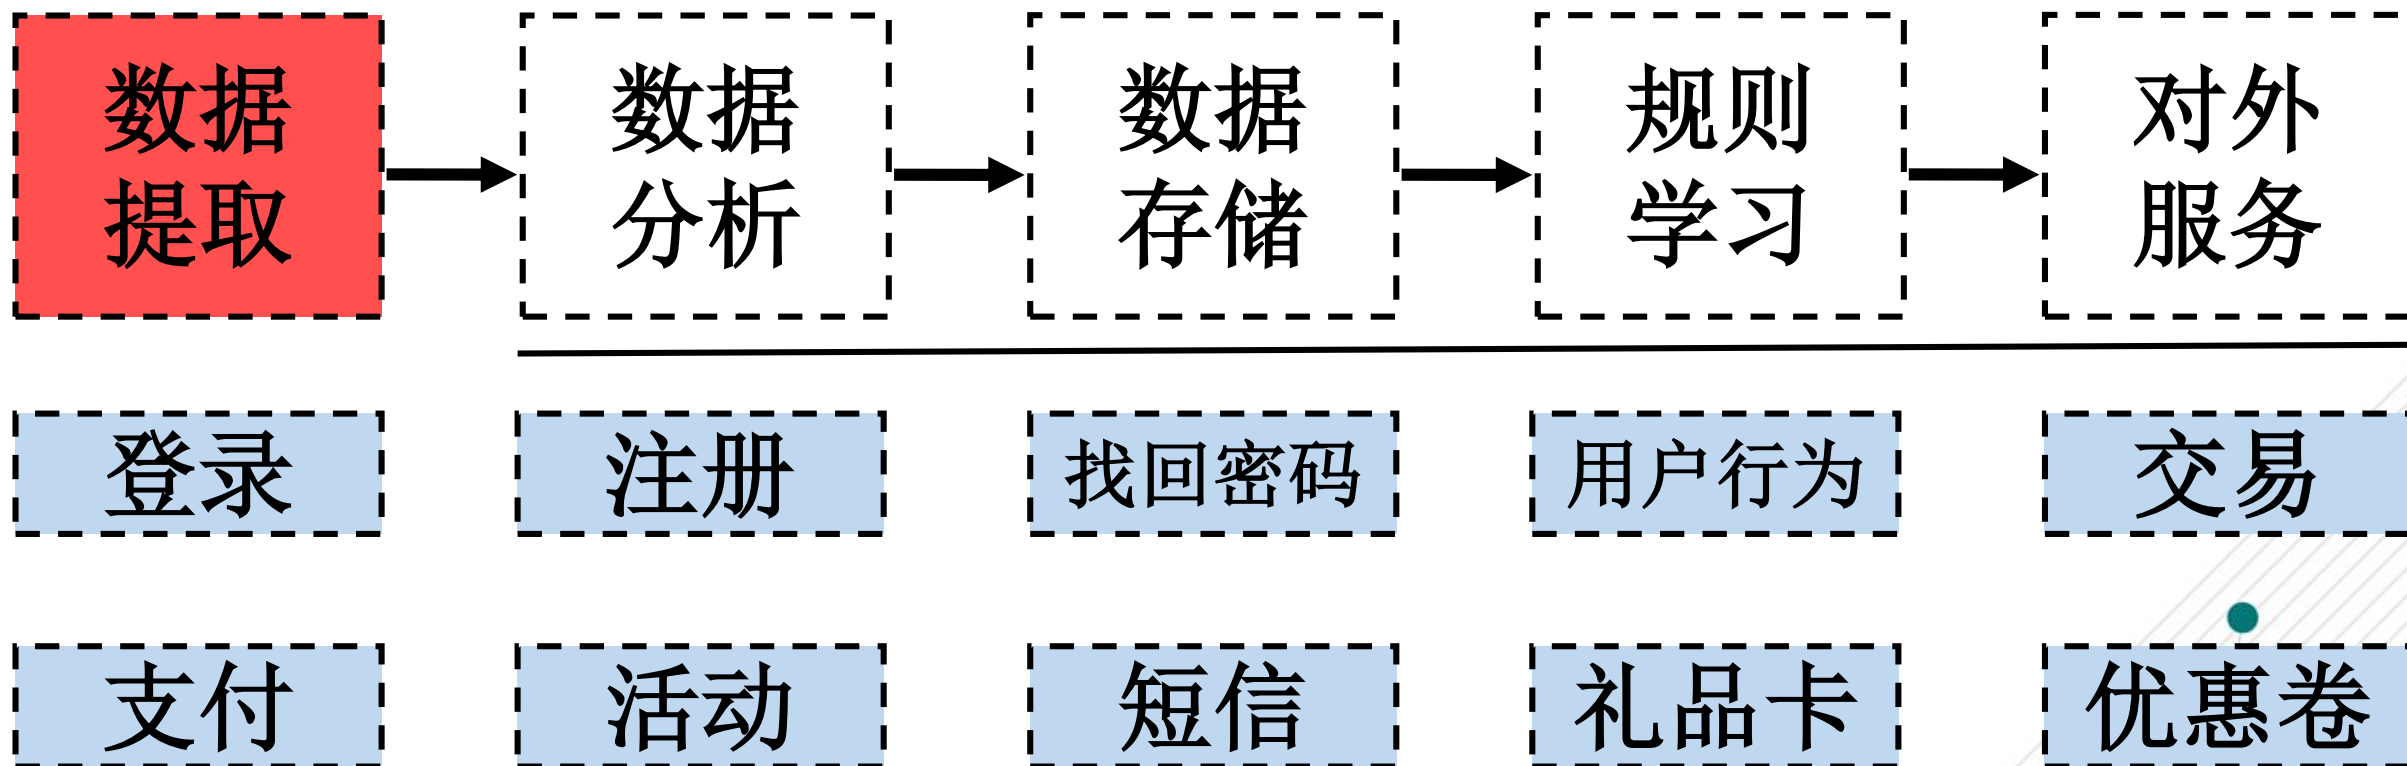 数据
提取
数据
分析
数据
存储
规则
学习
对外
服务
登录
注册
找回密码
用户行为
交易
支付
活动
短信
礼品卡
优惠卷